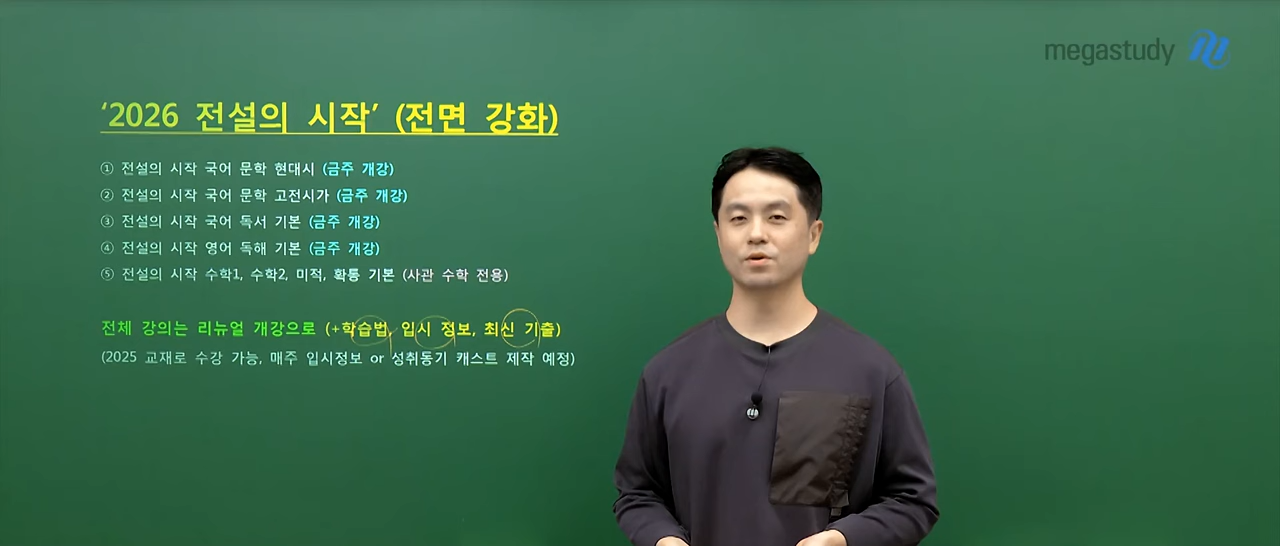 megastudy
‘2026 전설의 시작’ (전면 강화)
① 전설의 시작 국어 문학 현대시 (금주 개강)
② 전설의 시작 국어 문학 고전시가 (금주 개강)
③ 전설의 시작 국어 독서 기본 (금주 개강)
④ 전설의 시작 영어 독해 기본 (금주 개강)
⑤ 전설의 시작 수학1, 수학2, 미적, 확통 기본 (사관 수학 전용)
전체 강의는 리뉴얼 개강으로 (+학습법, 입시 정보, 최신 기출)
(2025 교재로 수강 가능, 매주 입시정보 or 성취동기 캐스트 제작 예정)